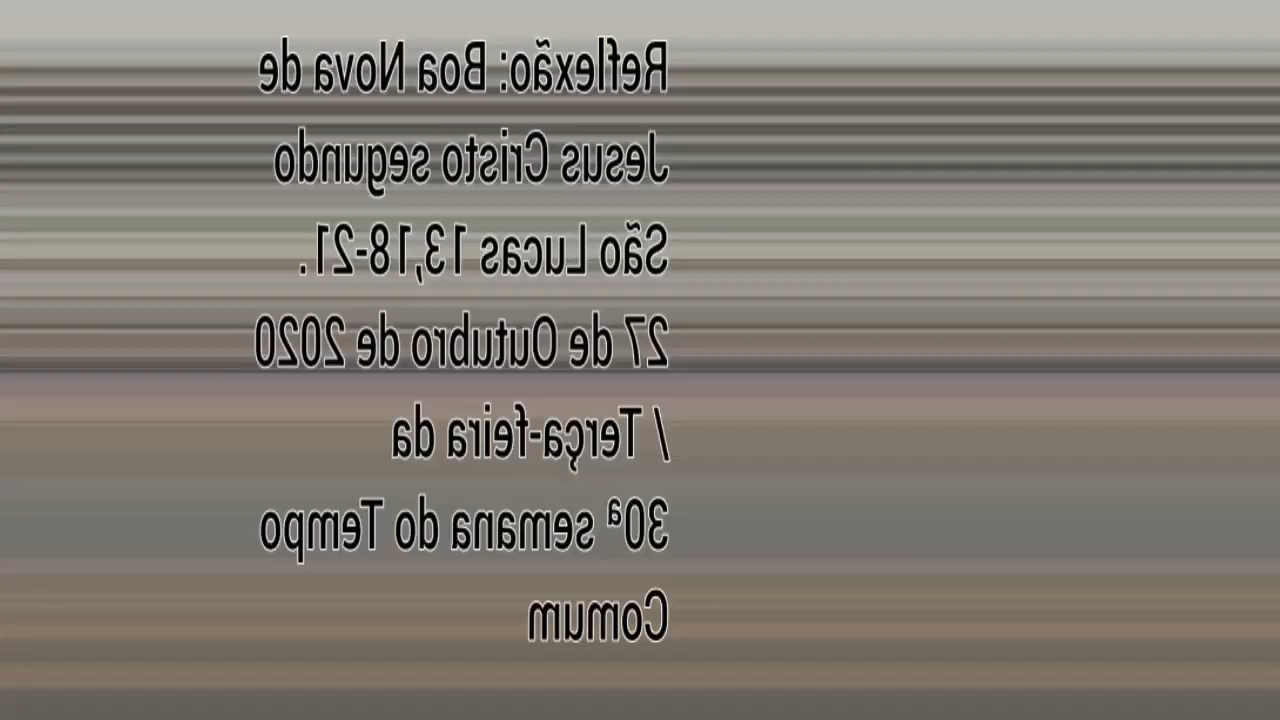 Reflexão: Boa Nova de
Jesus Cristo segundo
São Lucas 13,18-21.
27 de Outubro de 2020
/ Terça-feira da
30ª semana do Tempo
Comum